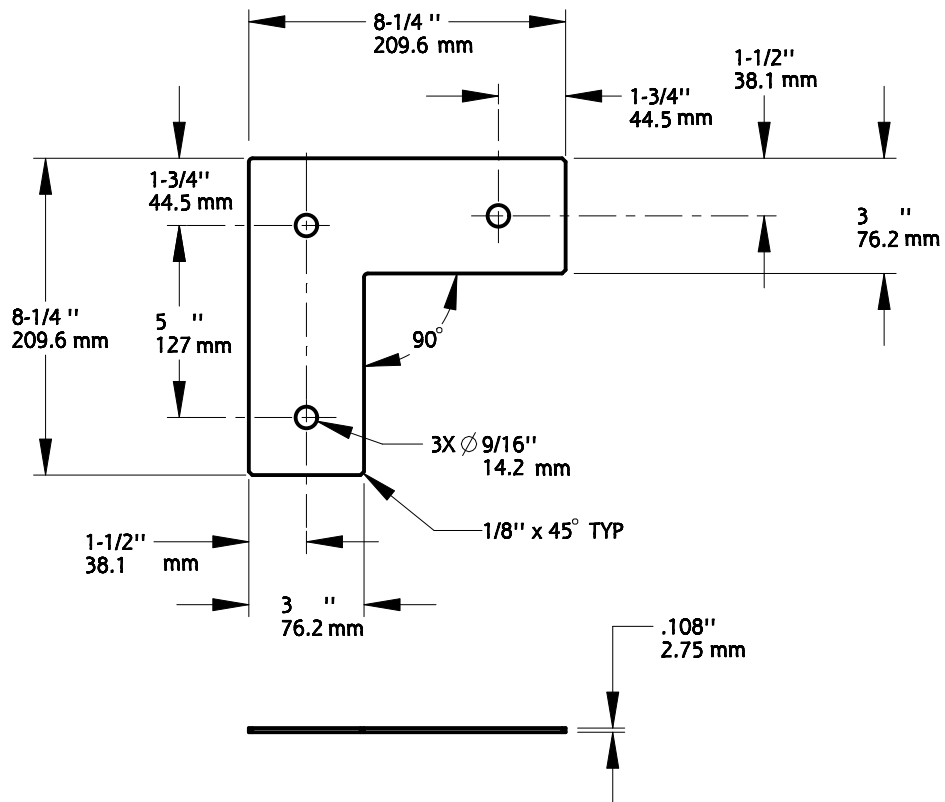 8-1/4 "
209.6 mm
1-1/2"
38.1 mm
1-3/4"
44.5 mm
1-3/4"
44.5 mm
3 "
76.2 mm
8-1/4 "
209.6 mm
5 "
127 mm
90°
3X ∅ 9/16"
14.2 mm
1/8" x 45° TYP
1-1/2"
38.1 mm
3 "
76.2 mm
.108"
2.75 mm